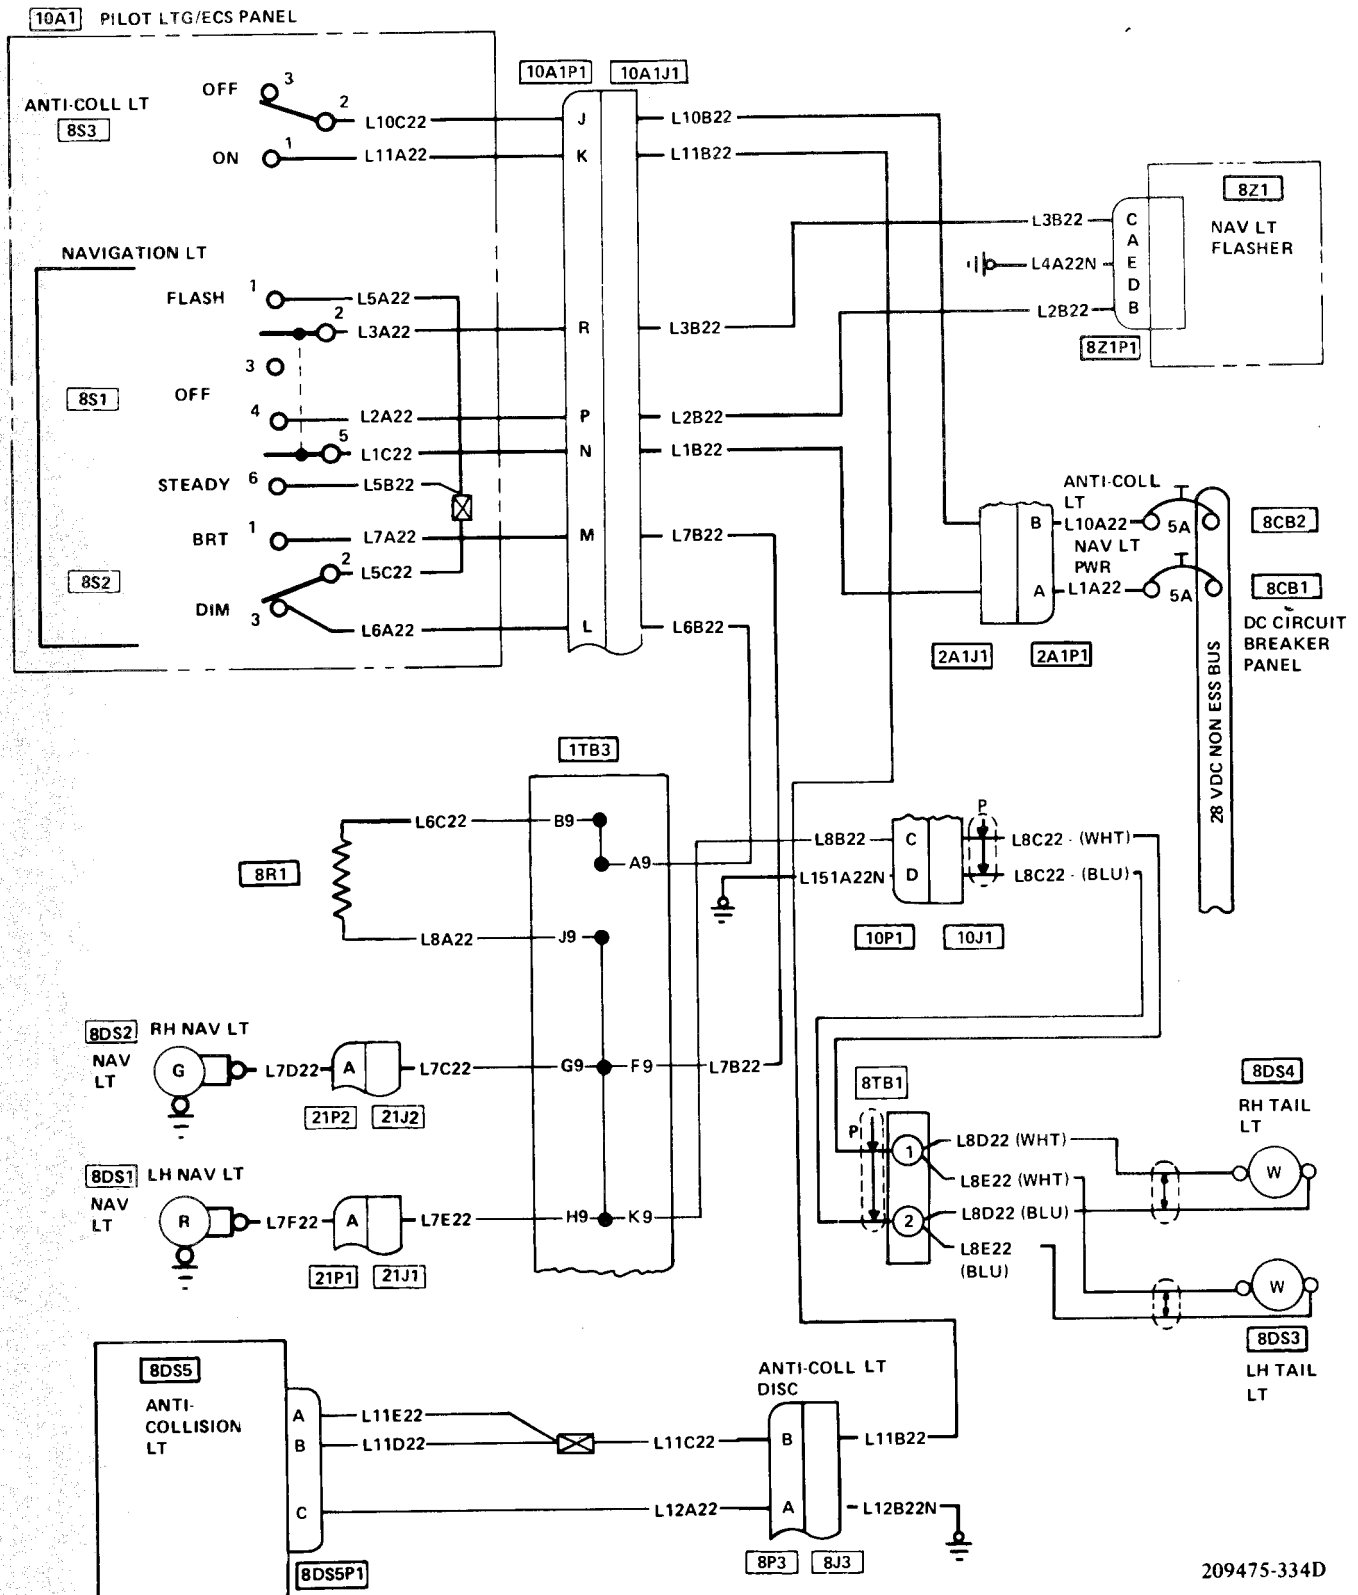 10A1 PILOT LTG/ECS PANEL
10A1P1 10A1J1
ANTI-COLL LT
8S3
OFF 3
2 L10C22 J L10B22
ON 1 L11A22 K L11B22
NAVIGATION LT
FLASH 1 L5A22
2 L3A22 R L3B22
3
8S1 OFF
4 L2A22 P L2B22
5 L1C22 N L1B22
STEADY 6 L5B22
BRT 1 L7A22 M L7B22
8S2
2 L5C22
DIM 3
L6A22 L L6B22
8Z1
NAV LT
FLASHER
L3B22 C
A
L4A22N E
D
L2B22 B
8Z1P1
ANTI-COLL
LT
B L10A22 5A 8CB2
NAV LT
PWR
A L1A22 5A 8CB1
DC CIRCUIT
BREAKER
PANEL
2A1J1 2A1P1
28 VDC NON ESS BUS
1TB3
L6C22 B9
A9
8R1
L8A22 J9
P
L8B22 C L8C22 - (WHT)
L151A22N D L8C22 - (BLU)
10P1 10J1
8DS2 RH NAV LT
NAV
LT
G L7D22 A L7C22 G9 F9 L7B22
21P2 21J2
8DS1 LH NAV LT
NAV
LT
R L7F22 A L7E22 H9 K9
21P1 21J1
8TB1
P
1 L8D22 (WHT)
L8E22 (WHT)
2 L8D22 (BLU)
L8E22
(BLU)
8DS4
RH TAIL
LT
W
W
8DS3
LH TAIL
LT
8DS5
ANTI-
COLLISION
LT
ANTI-COLL LT
DISC
A L11E22
B L11D22 L11C22 B L11B22
C L12A22 A L12B22N
8DS5P1
8P3 8J3
209475-334D